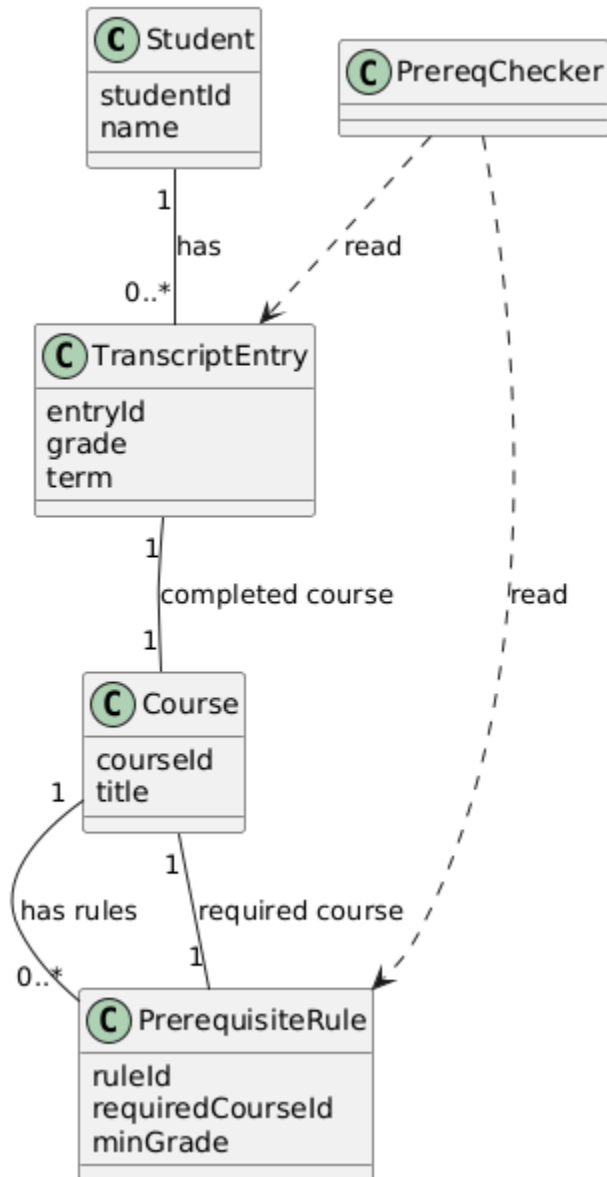 C Student
studentId
name
C PrereqChecker
1
has
0..*
read
C TranscriptEntry
entryId
grade
term
1
completed course
1
read
C Course
courseId
title
1
has rules
0..*
1
required course
1
C PrerequisiteRule
ruleId
requiredCourseId
minGrade